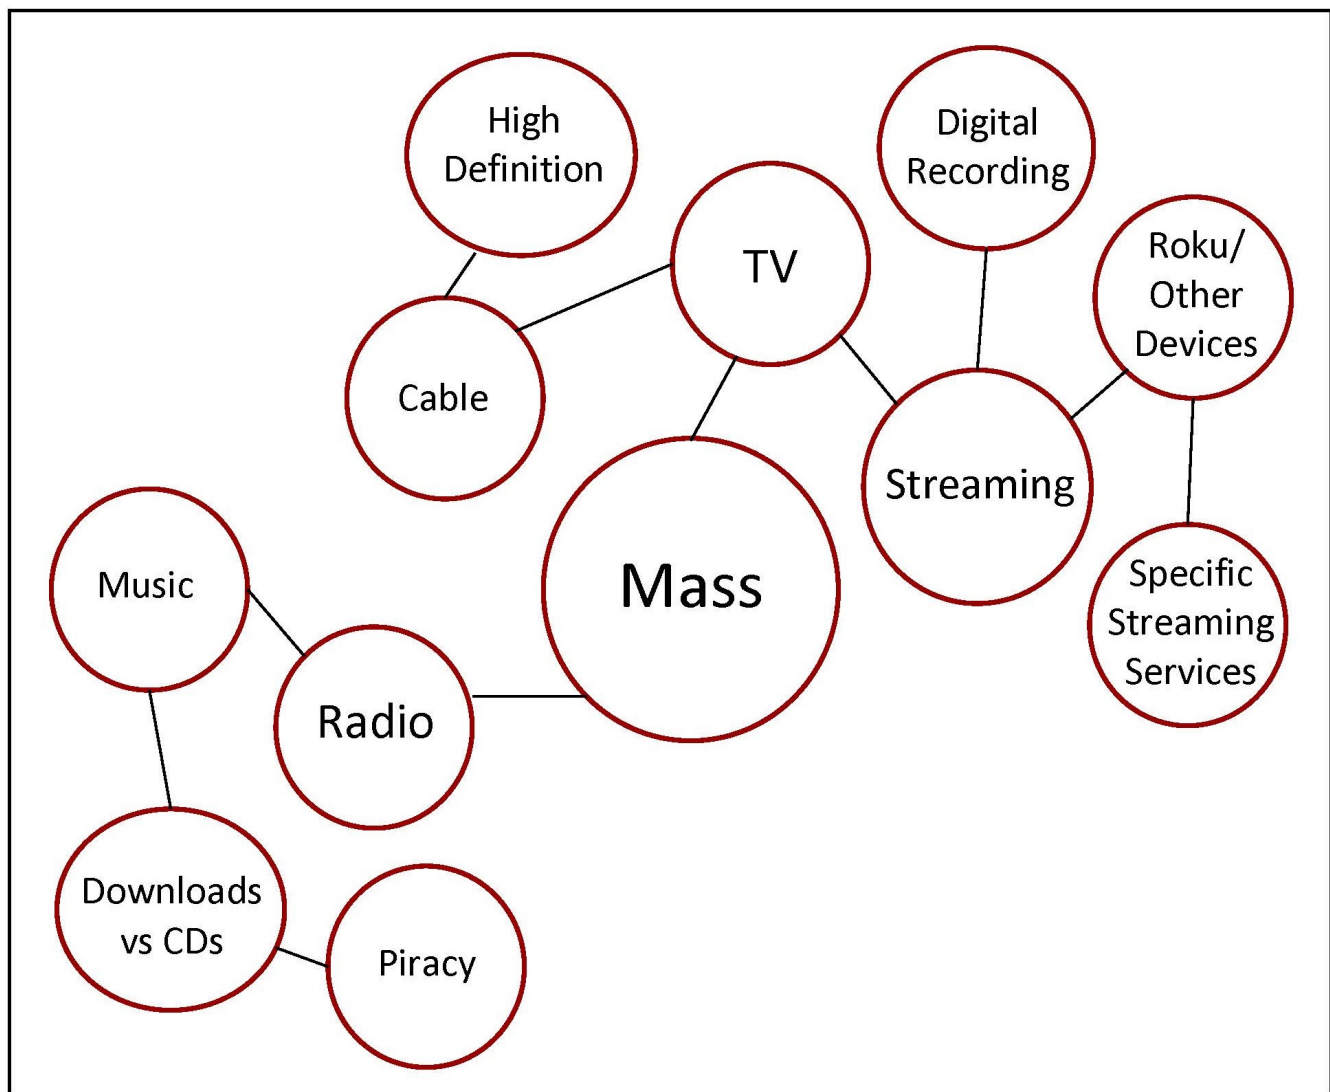 High
Definition
Digital
Recording
TV
Roku/
Other
Devices
Cable
Streaming
Mass
Music
Specific
Streaming
Services
Radio
Downloads
vs CDs
Piracy